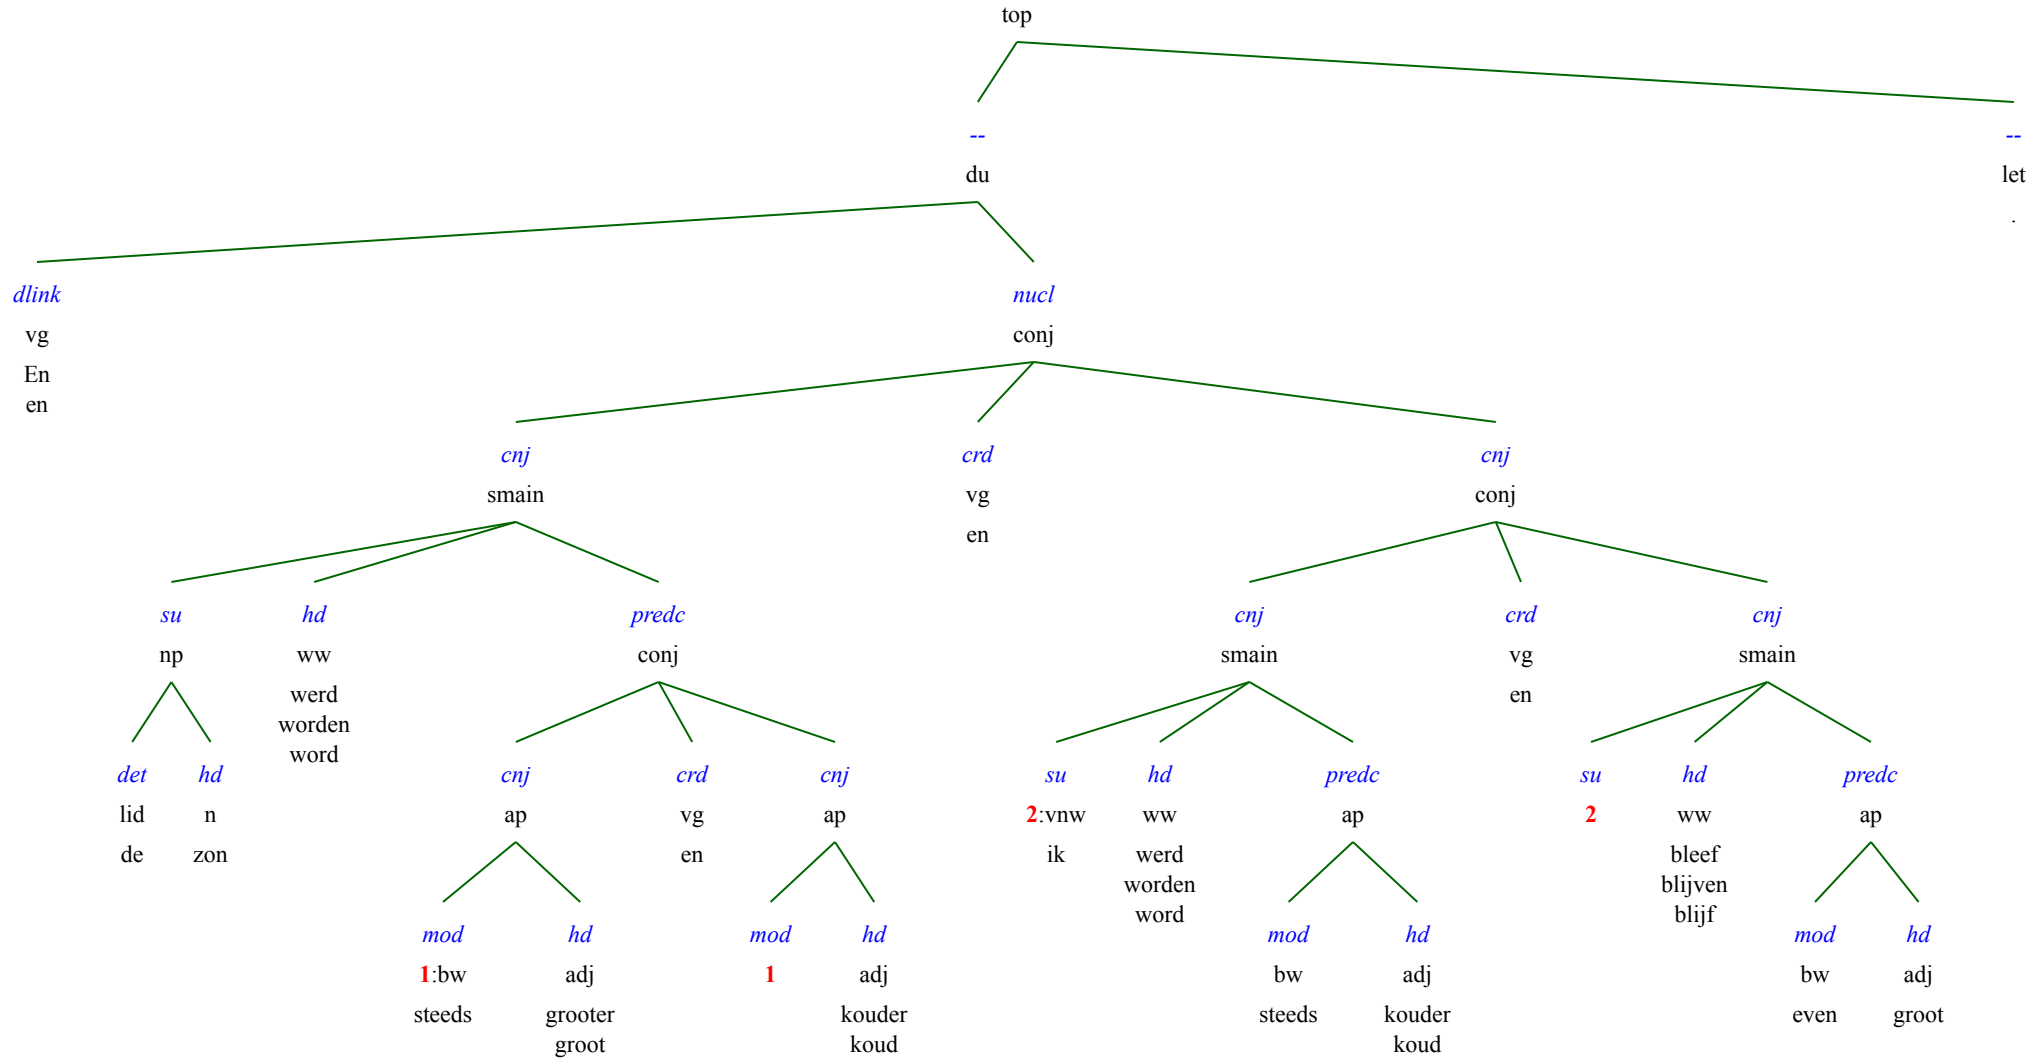 top
-- --
du let
.
dlink nucl
vg conj
En
en
cnj crd cnj
smain vg conj
en
su hd predc cnj crd cnj
np ww conj smain vg smain
werd en
worden
word
det hd cnj crd cnj su hd predc su hd predc
lid n ap vg ap 2:vnw ww ap 2 ww ap
de zon en ik werd bleef
worden blijven
word blijf
mod hd mod hd mod hd mod hd
1:bw adj 1 adj bw adj bw adj
steeds grooter kouder steeds kouder even groot
groot koud koud